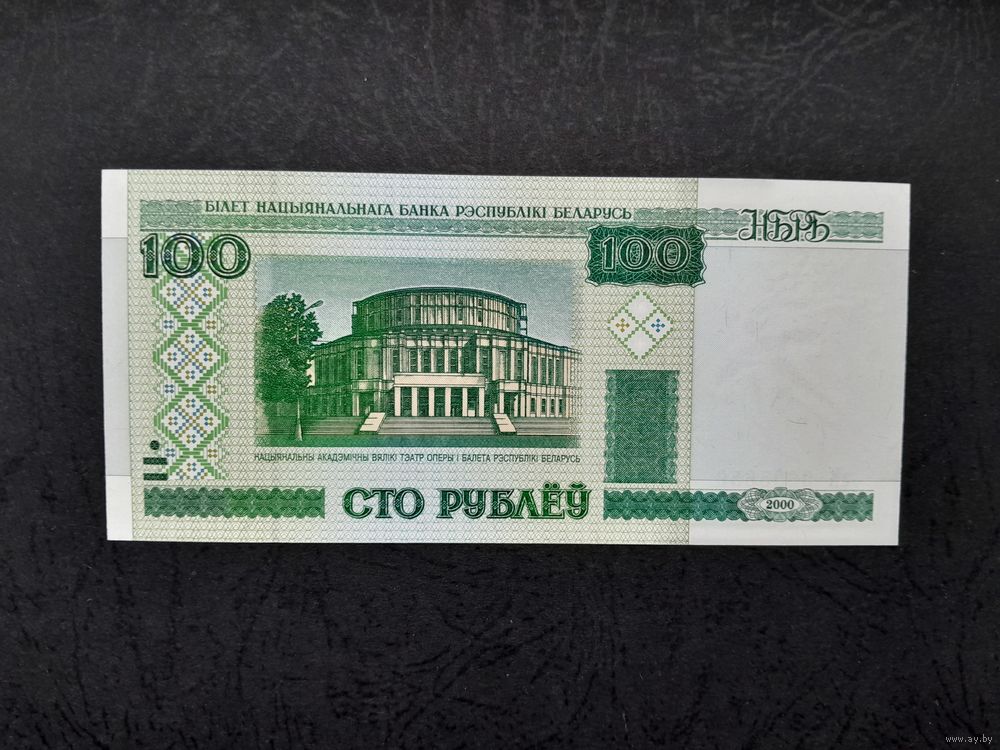 БІЛЕТ НАЦЫЯНАЛЬНАГА БАНКА РЭСПУБЛІКІ БЕЛАРУСЬ
НБРБ
100
100
НАЦЫЯНАЛЬНЫ АКАДЭМІЧНЫ ВЯЛІКІ ТЭАТР ОПЕРЫ І БАЛЕТА РЭСПУБЛІКІ БЕЛАРУСЬ
СТО РУБЛЁЎ
2000
www.ay.by